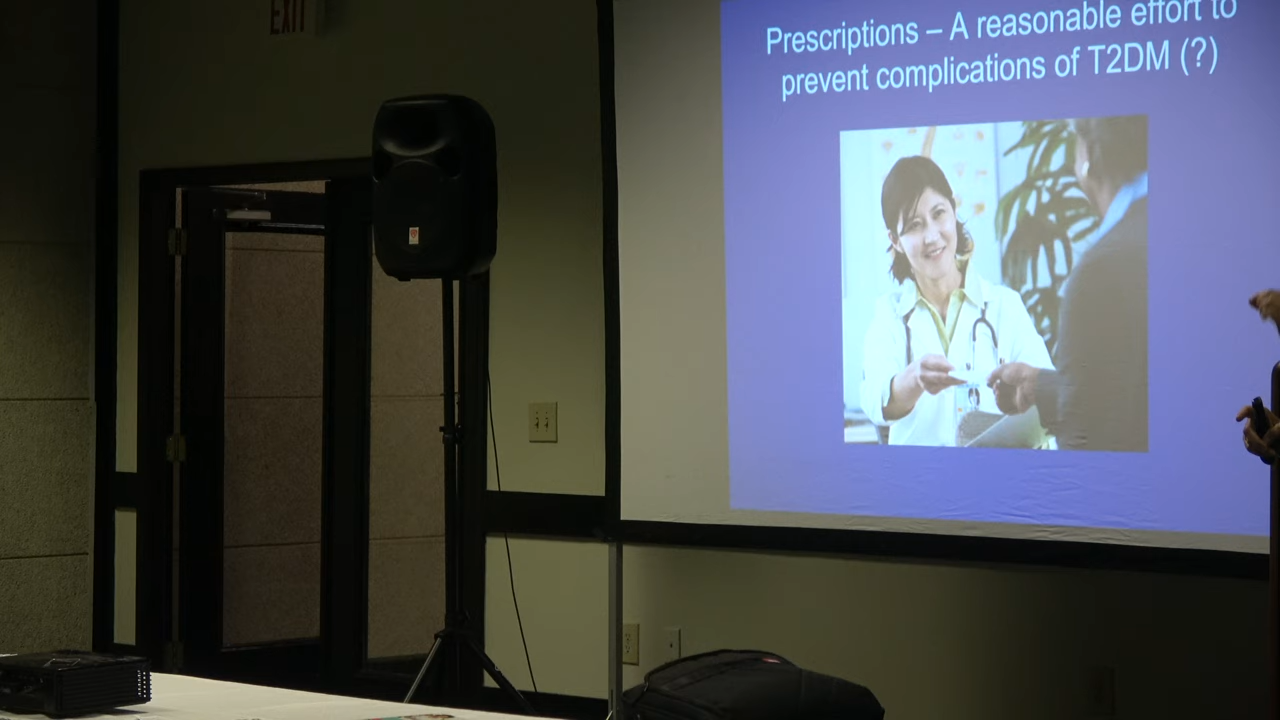 EXIT
Prescriptions – A reasonable effort to
prevent complications of T2DM (?)